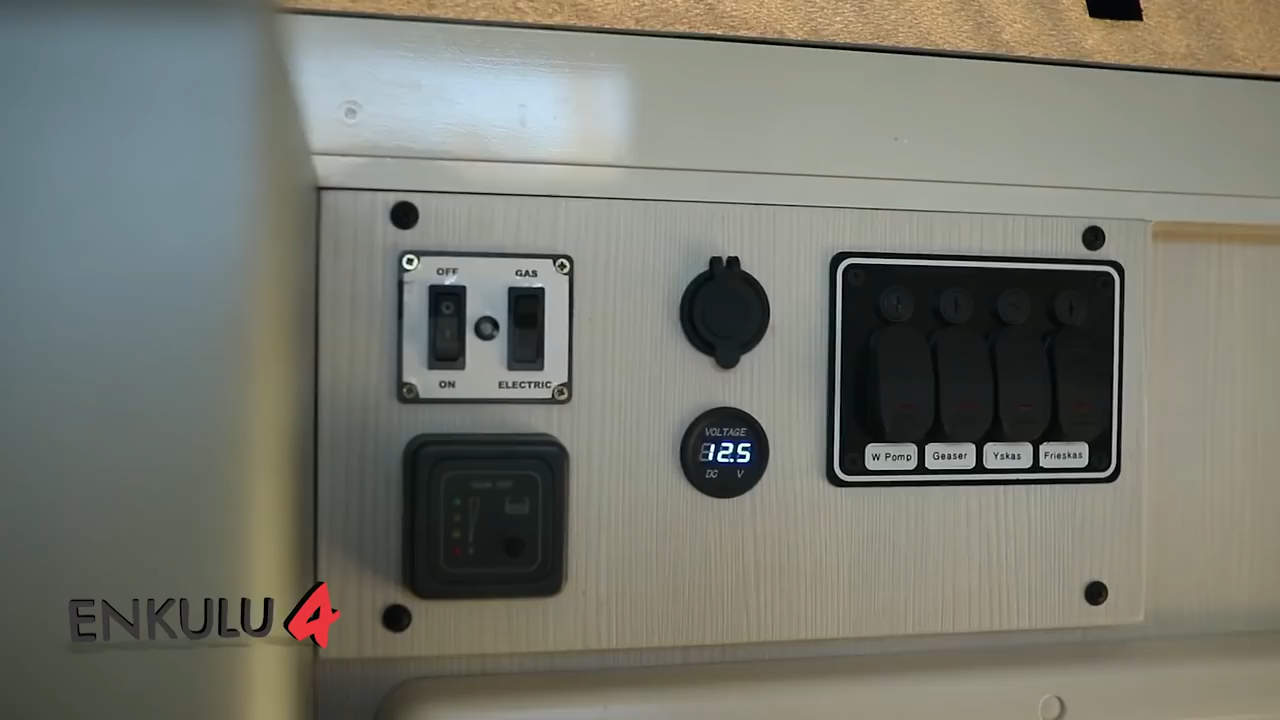 OFF GAS
ON ELECTRIC
VOLTAGE
12.5
DC V
W Pomp Geaser Yskas Frieskas
ENKULU 4